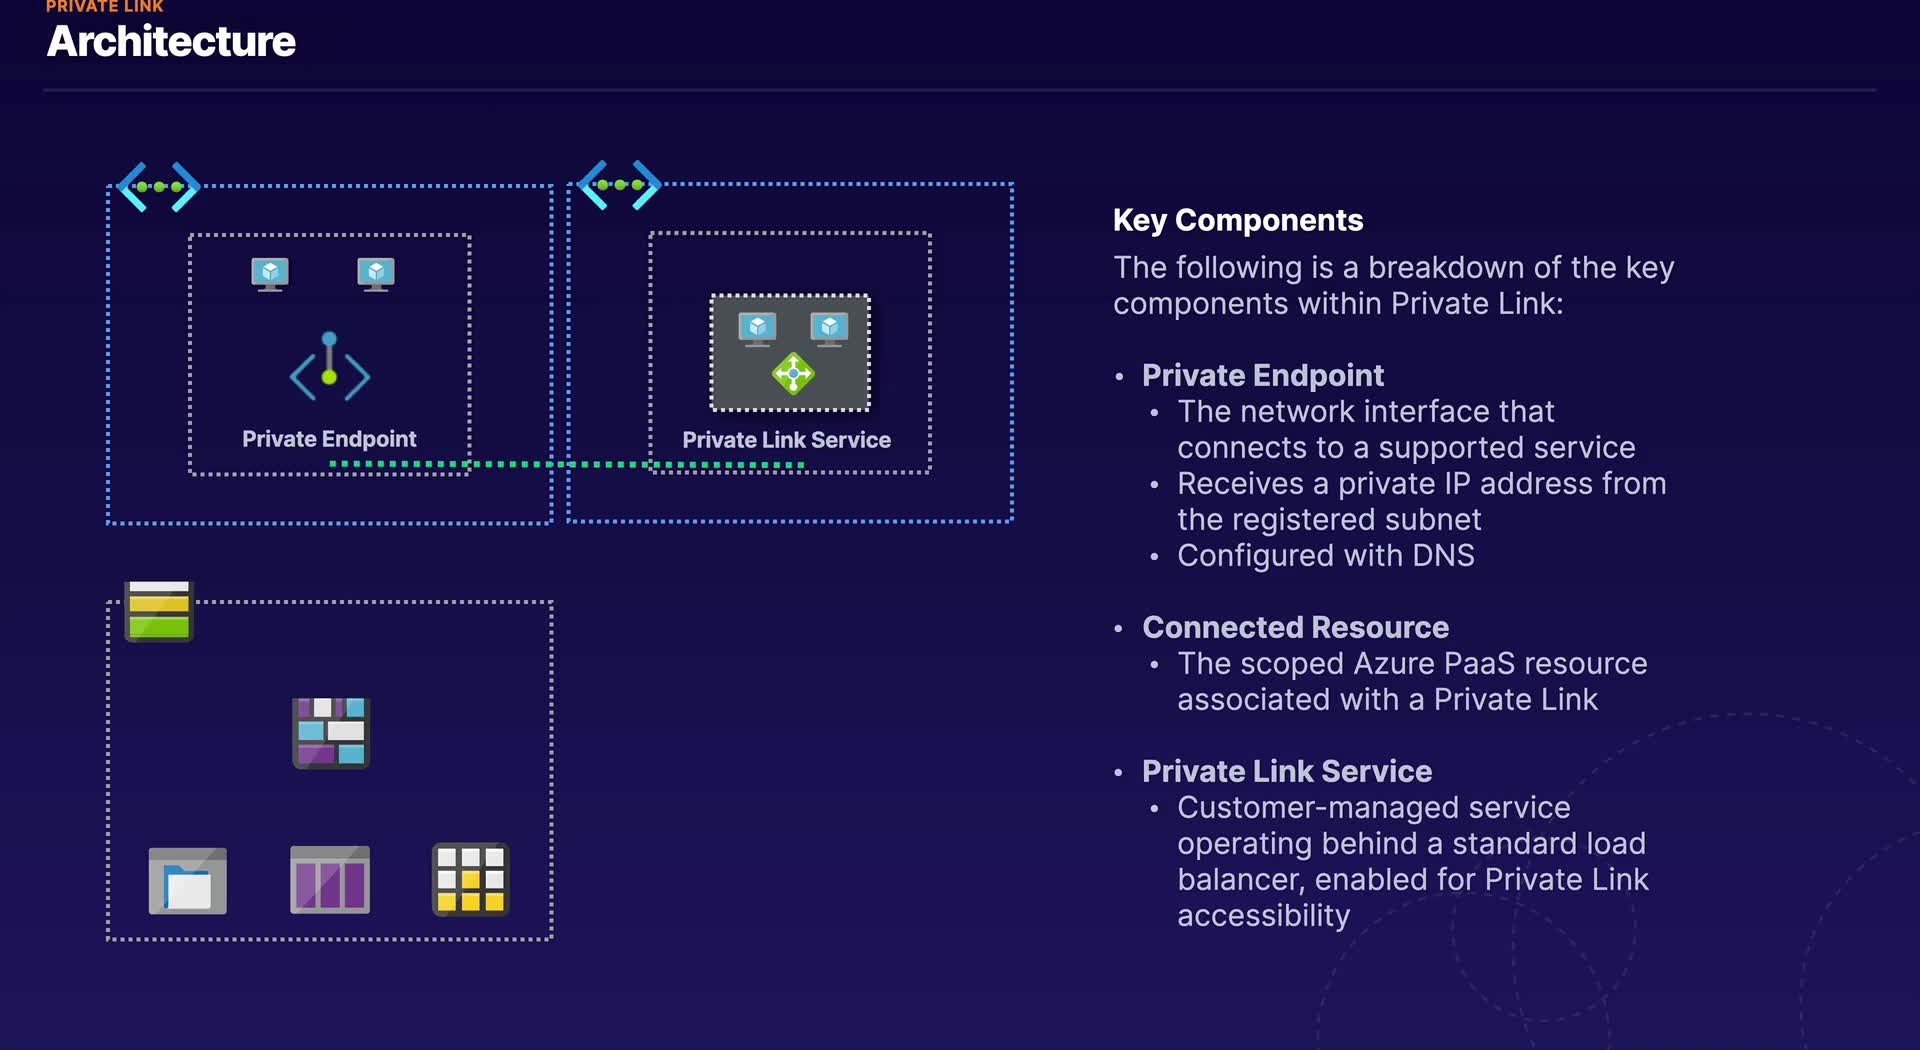 PRIVATE LINK
Architecture
Private Endpoint
Private Link Service
Key Components
The following is a breakdown of the key
components within Private Link:
• Private Endpoint
• The network interface that
connects to a supported service
• Receives a private IP address from
the registered subnet
• Configured with DNS
• Connected Resource
• The scoped Azure PaaS resource
associated with a Private Link
• Private Link Service
• Customer-managed service
operating behind a standard load
balancer, enabled for Private Link
accessibility